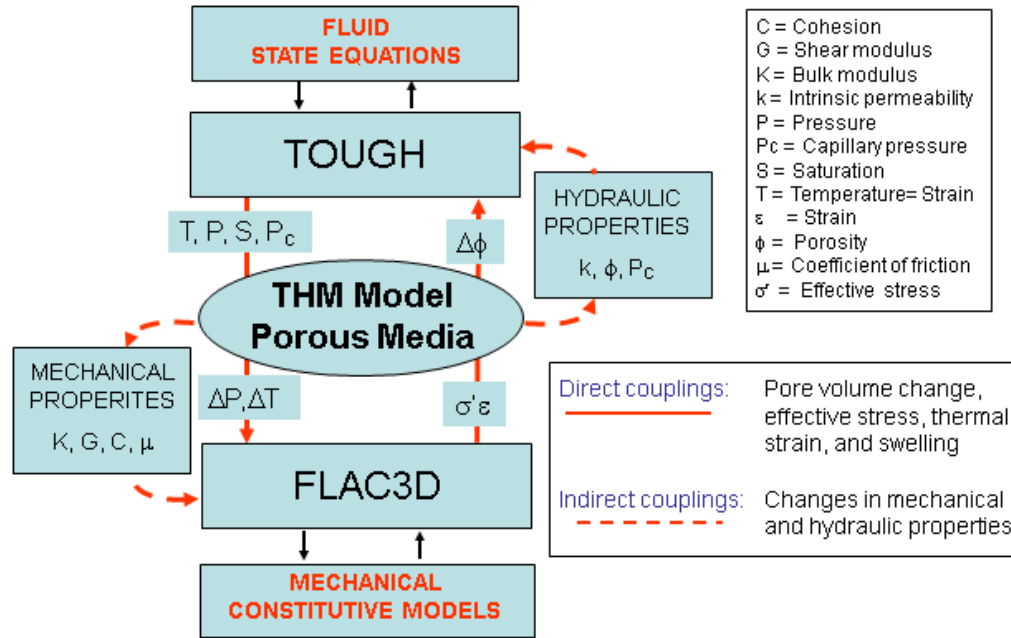 FLUID
STATE EQUATIONS
TOUGH
T, P, S, Pc
Δϕ
HYDRAULIC
PROPERTIES
k, ϕ, Pc
THM Model
Porous Media
MECHANICAL
PROPERITES
K, G, C, μ
ΔP,ΔT
σ'ε
FLAC3D
MECHANICAL
CONSTITUTIVE MODELS
C = Cohesion
G = Shear modulus
K = Bulk modulus
k = Intrinsic permeability
P = Pressure
Pc = Capillary pressure
S = Saturation
T = Temperature= Strain
ε = Strain
ϕ = Porosity
μ = Coefficient of friction
σ' = Effective stress
Direct couplings: Pore volume change,
effective stress, thermal
strain, and swelling
Indirect couplings: Changes in mechanical
and hydraulic properties